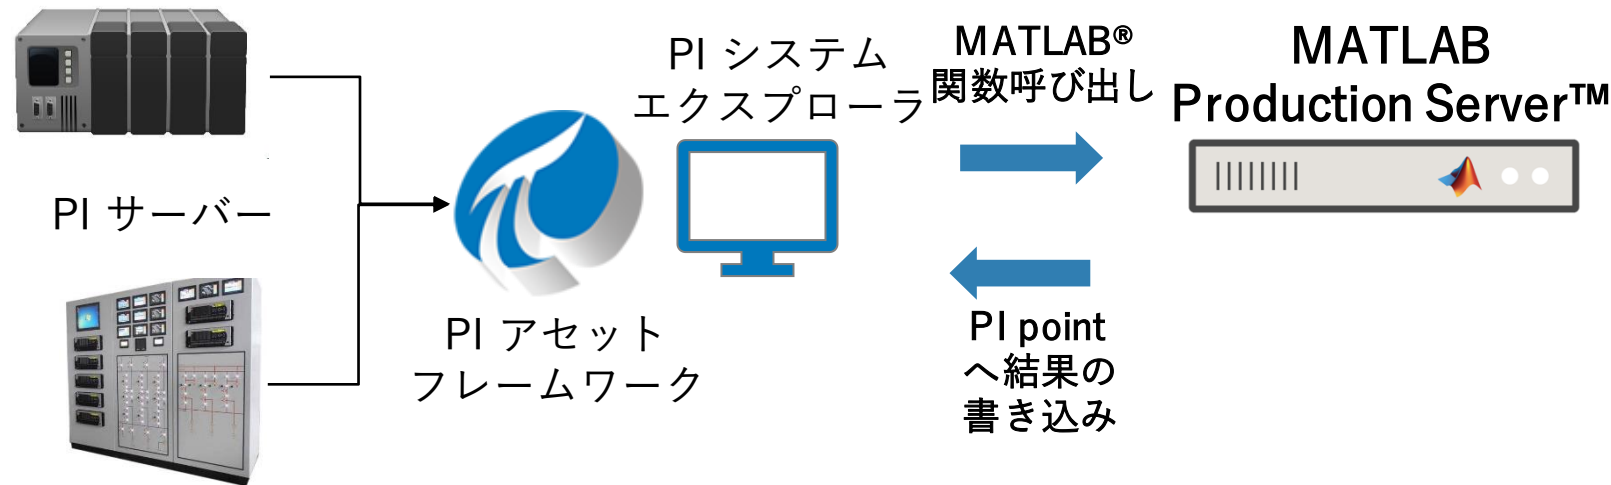 PI サーバー
PI アセット
フレームワーク
PI システム
エクスプローラ
MATLAB®
関数呼び出し
PI point
へ結果の
書き込み
MATLAB
Production Server™